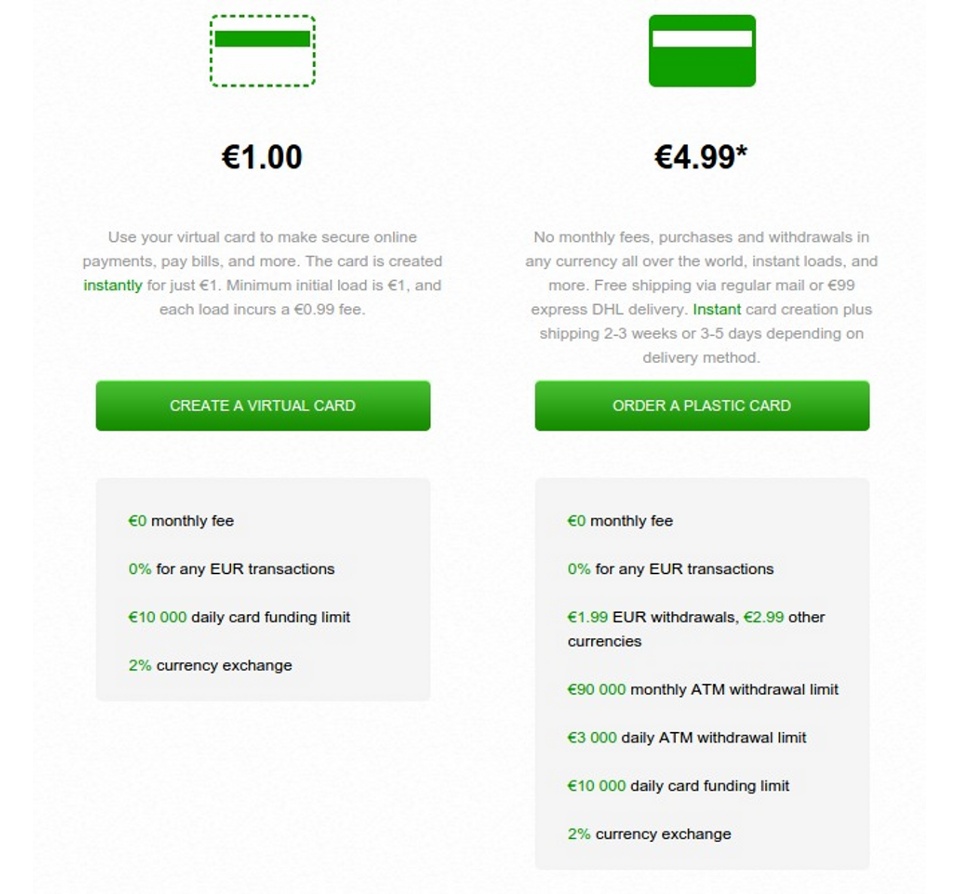 €1.00
Use your virtual card to make secure online
payments, pay bills, and more. The card is created
instantly for just €1. Minimum initial load is €1, and
each load incurs a €0.99 fee.
CREATE A VIRTUAL CARD
€0 monthly fee
0% for any EUR transactions
€10 000 daily card funding limit
2% currency exchange
€4.99*
No monthly fees, purchases and withdrawals in
any currency all over the world, instant loads, and
more. Free shipping via regular mail or €99
express DHL delivery. Instant card creation plus
shipping 2-3 weeks or 3-5 days depending on
delivery method.
ORDER A PLASTIC CARD
€0 monthly fee
0% for any EUR transactions
€1.99 EUR withdrawals, €2.99 other
currencies
€90 000 monthly ATM withdrawal limit
€3 000 daily ATM withdrawal limit
€10 000 daily card funding limit
2% currency exchange